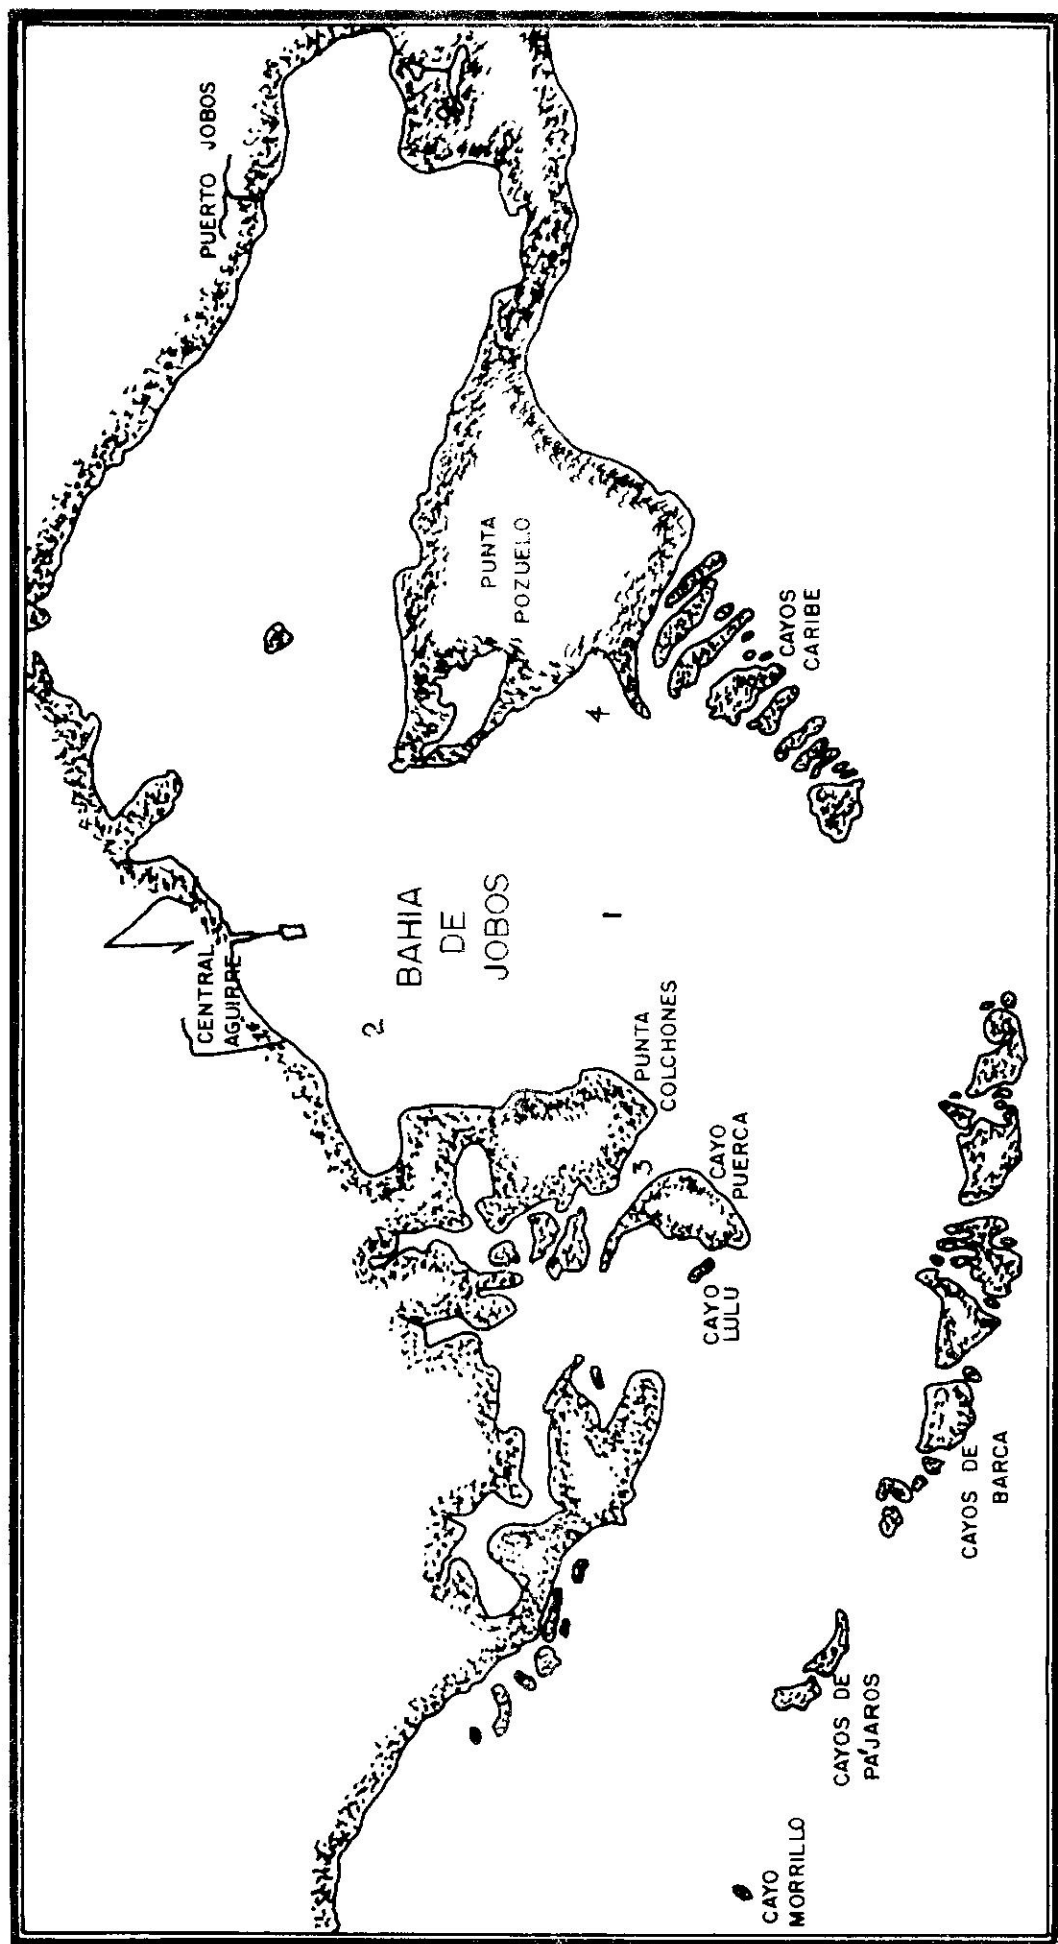 PUERTO JOBOS
CENTRAL
AGUIRRE
2
BAHIA
DE
JOBOS
1
PUNTA
POZUELO
4
CAYOS
CARIBE
PUNTA
COLCHONES
3
CAYO
PUERCA
CAYO
LULU
CAYOS DE
BARCA
CAYOS DE
PÁJAROS
CAYO
MORRILLO